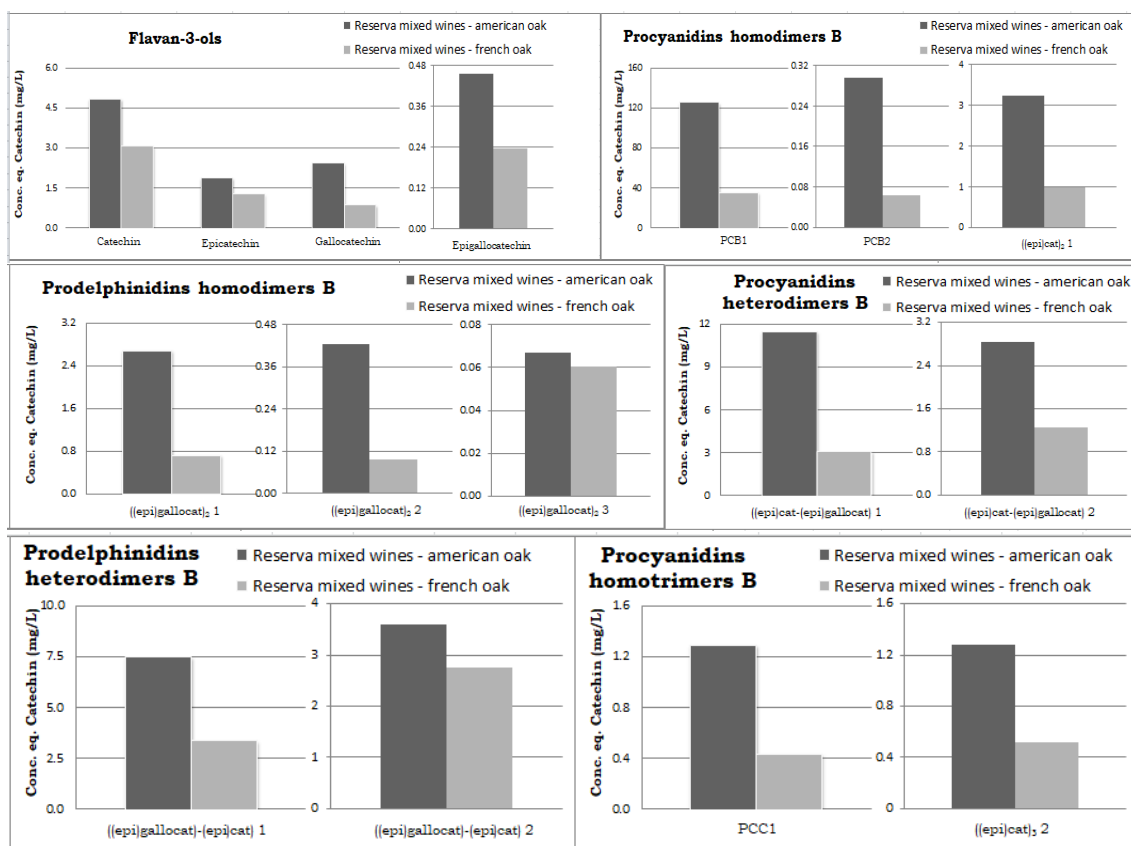 Flavan-3-ols
Reserva mixed wines - american oak
Reserva mixed wines - french oak
Conc. eq. Catechin (mg/L)
6.0
4.5
3.0
1.5
0.0
Catechin
Epicatechin
Gallocatechin
0.48
0.36
0.24
0.12
0.00
Epigallocatechin
Procyanidins homodimers B
Reserva mixed wines - american oak
Reserva mixed wines - french oak
Conc. eq. Catechin (mg/L)
160
120
80
40
0
PCB1
0.32
0.24
0.16
0.08
0.00
PCB2
4
3
2
1
0
((epi)cat)₂ 1
Prodelphinidins homodimers B
Reserva mixed wines - american oak
Reserva mixed wines - french oak
Conc. eq. Catechin (mg/L)
3.2
2.4
1.6
0.8
0.0
((epi)gallocat)₂ 1
0.48
0.36
0.24
0.12
0.00
((epi)gallocat)₂ 2
0.08
0.06
0.04
0.02
0.00
((epi)gallocat)₂ 3
Procyanidins
heterodimers B
Reserva mixed wines - american oak
Reserva mixed wines - french oak
Conc. eq. Catechin (mg/L)
12
9
6
3
0
((epi)cat-(epi)gallocat) 1
3.2
2.4
1.6
0.8
0.0
((epi)cat-(epi)gallocat) 2
Prodelphinidins
heterodimers B
Reserva mixed wines - american oak
Reserva mixed wines - french oak
Conc. eq. Catechin (mg/L)
10.0
7.5
5.0
2.5
0.0
((epi)gallocat)-(epi)cat) 1
4
3
2
1
0
((epi)gallocat)-(epi)cat) 2
Procyanidins
homotrimers B
Reserva mixed wines - american oak
Reserva mixed wines - french oak
Conc. eq. Catechin (mg/L)
1.6
1.2
0.8
0.4
0.0
PCC1
1.6
1.2
0.8
0.4
0
((epi)cat)₃ 2